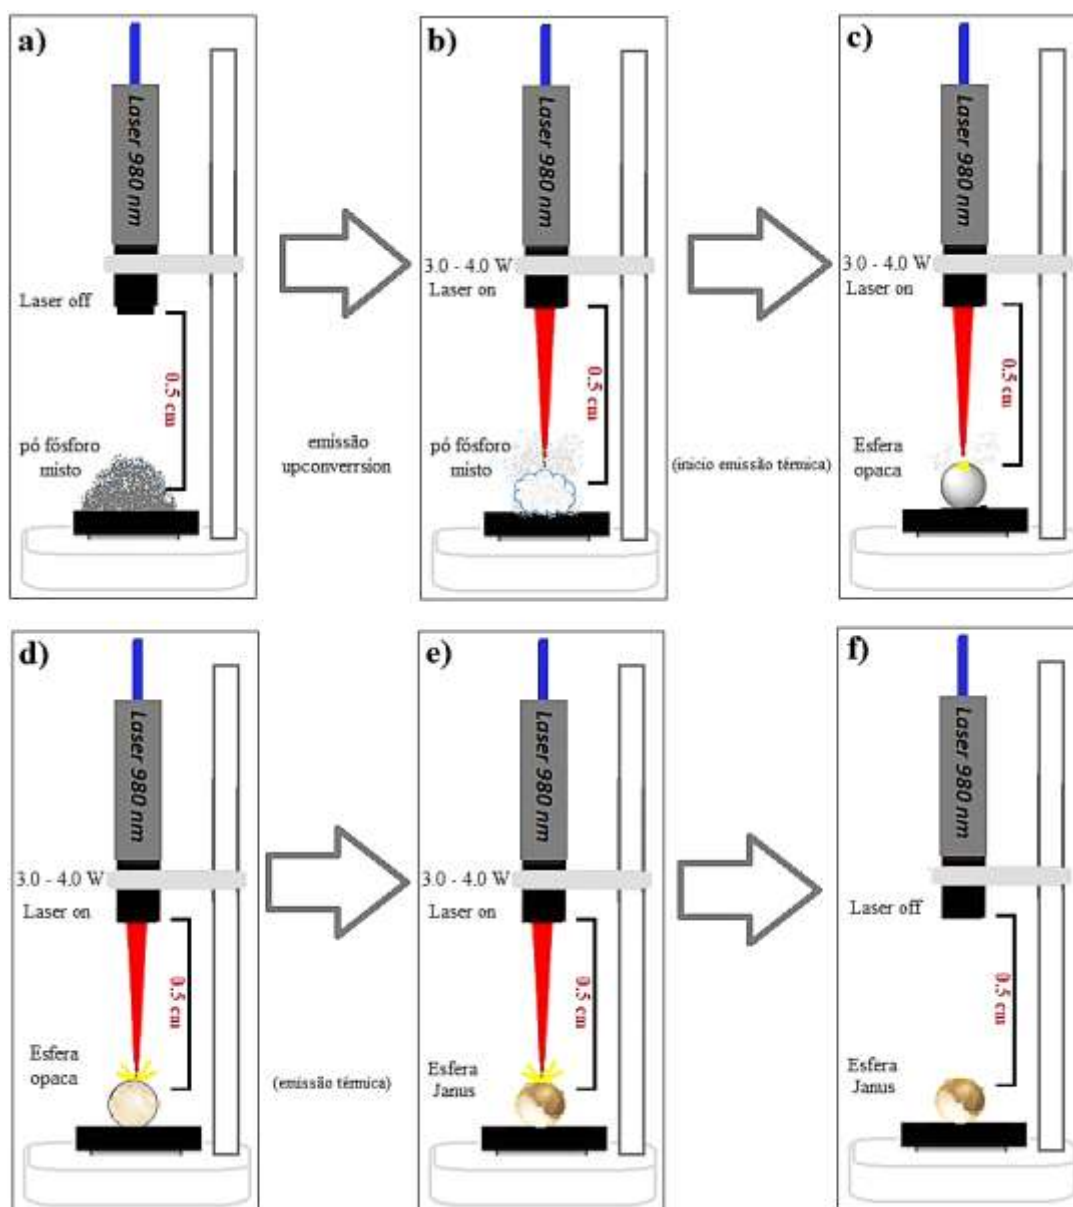 a)
Laser 980 nm
Laser off
0.5 cm
pó fósforo
misto
emissão
upconverrsion
b)
Laser 980 nm
3.0 - 4.0 W
Laser on
0.5 cm
pó fósforo
misto
(inicio emissão térmica)
c)
Laser 980 nm
3.0 - 4.0 W
Laser on
0.5 cm
Esfera
opaca
d)
Laser 980 nm
3.0 - 4.0 W
Laser on
0.5 cm
Esfera
opaca
(emissão térmica)
e)
Laser 980 nm
3.0 - 4.0 W
Laser on
0.5 cm
Esfera
Janus
f)
Laser 980 nm
Laser off
0.5 cm
Esfera
Janus